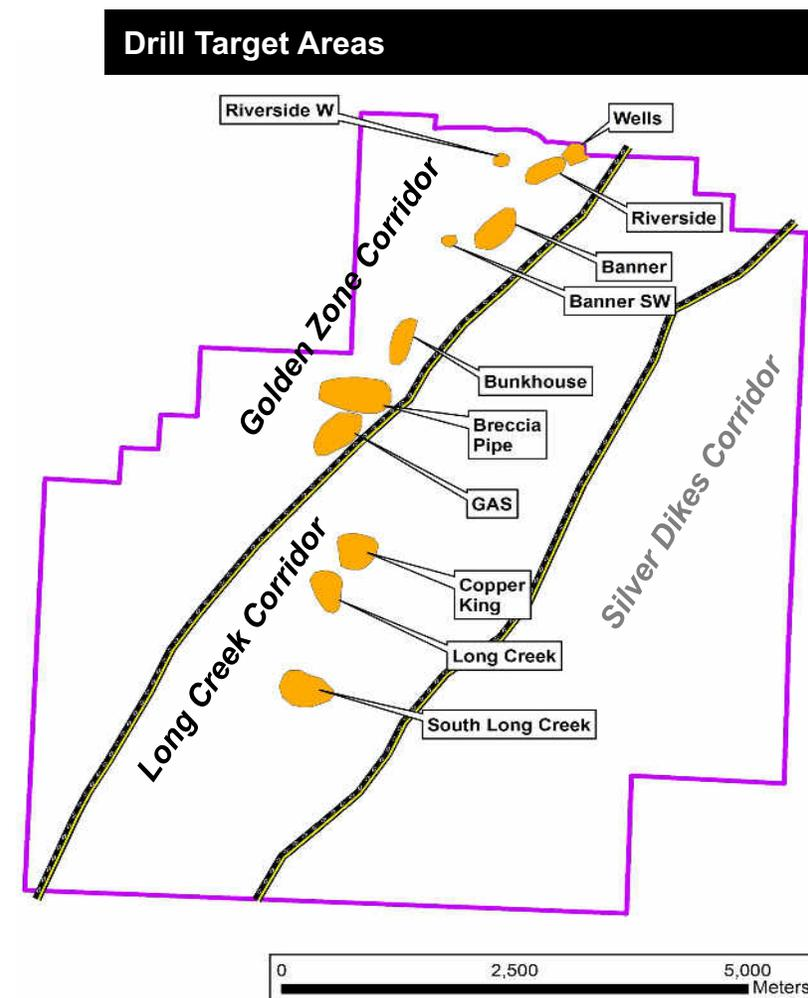 Drill Target Areas
Riverside W
Wells
Riverside
Golden Zone Corridor
Banner
Banner SW
Bunkhouse
Breccia
Pipe
GAS
Silver Dikes Corridor
Long Creek Corridor
Copper
King
Long Creek
South Long Creek
0 2,500 5,000
Meters